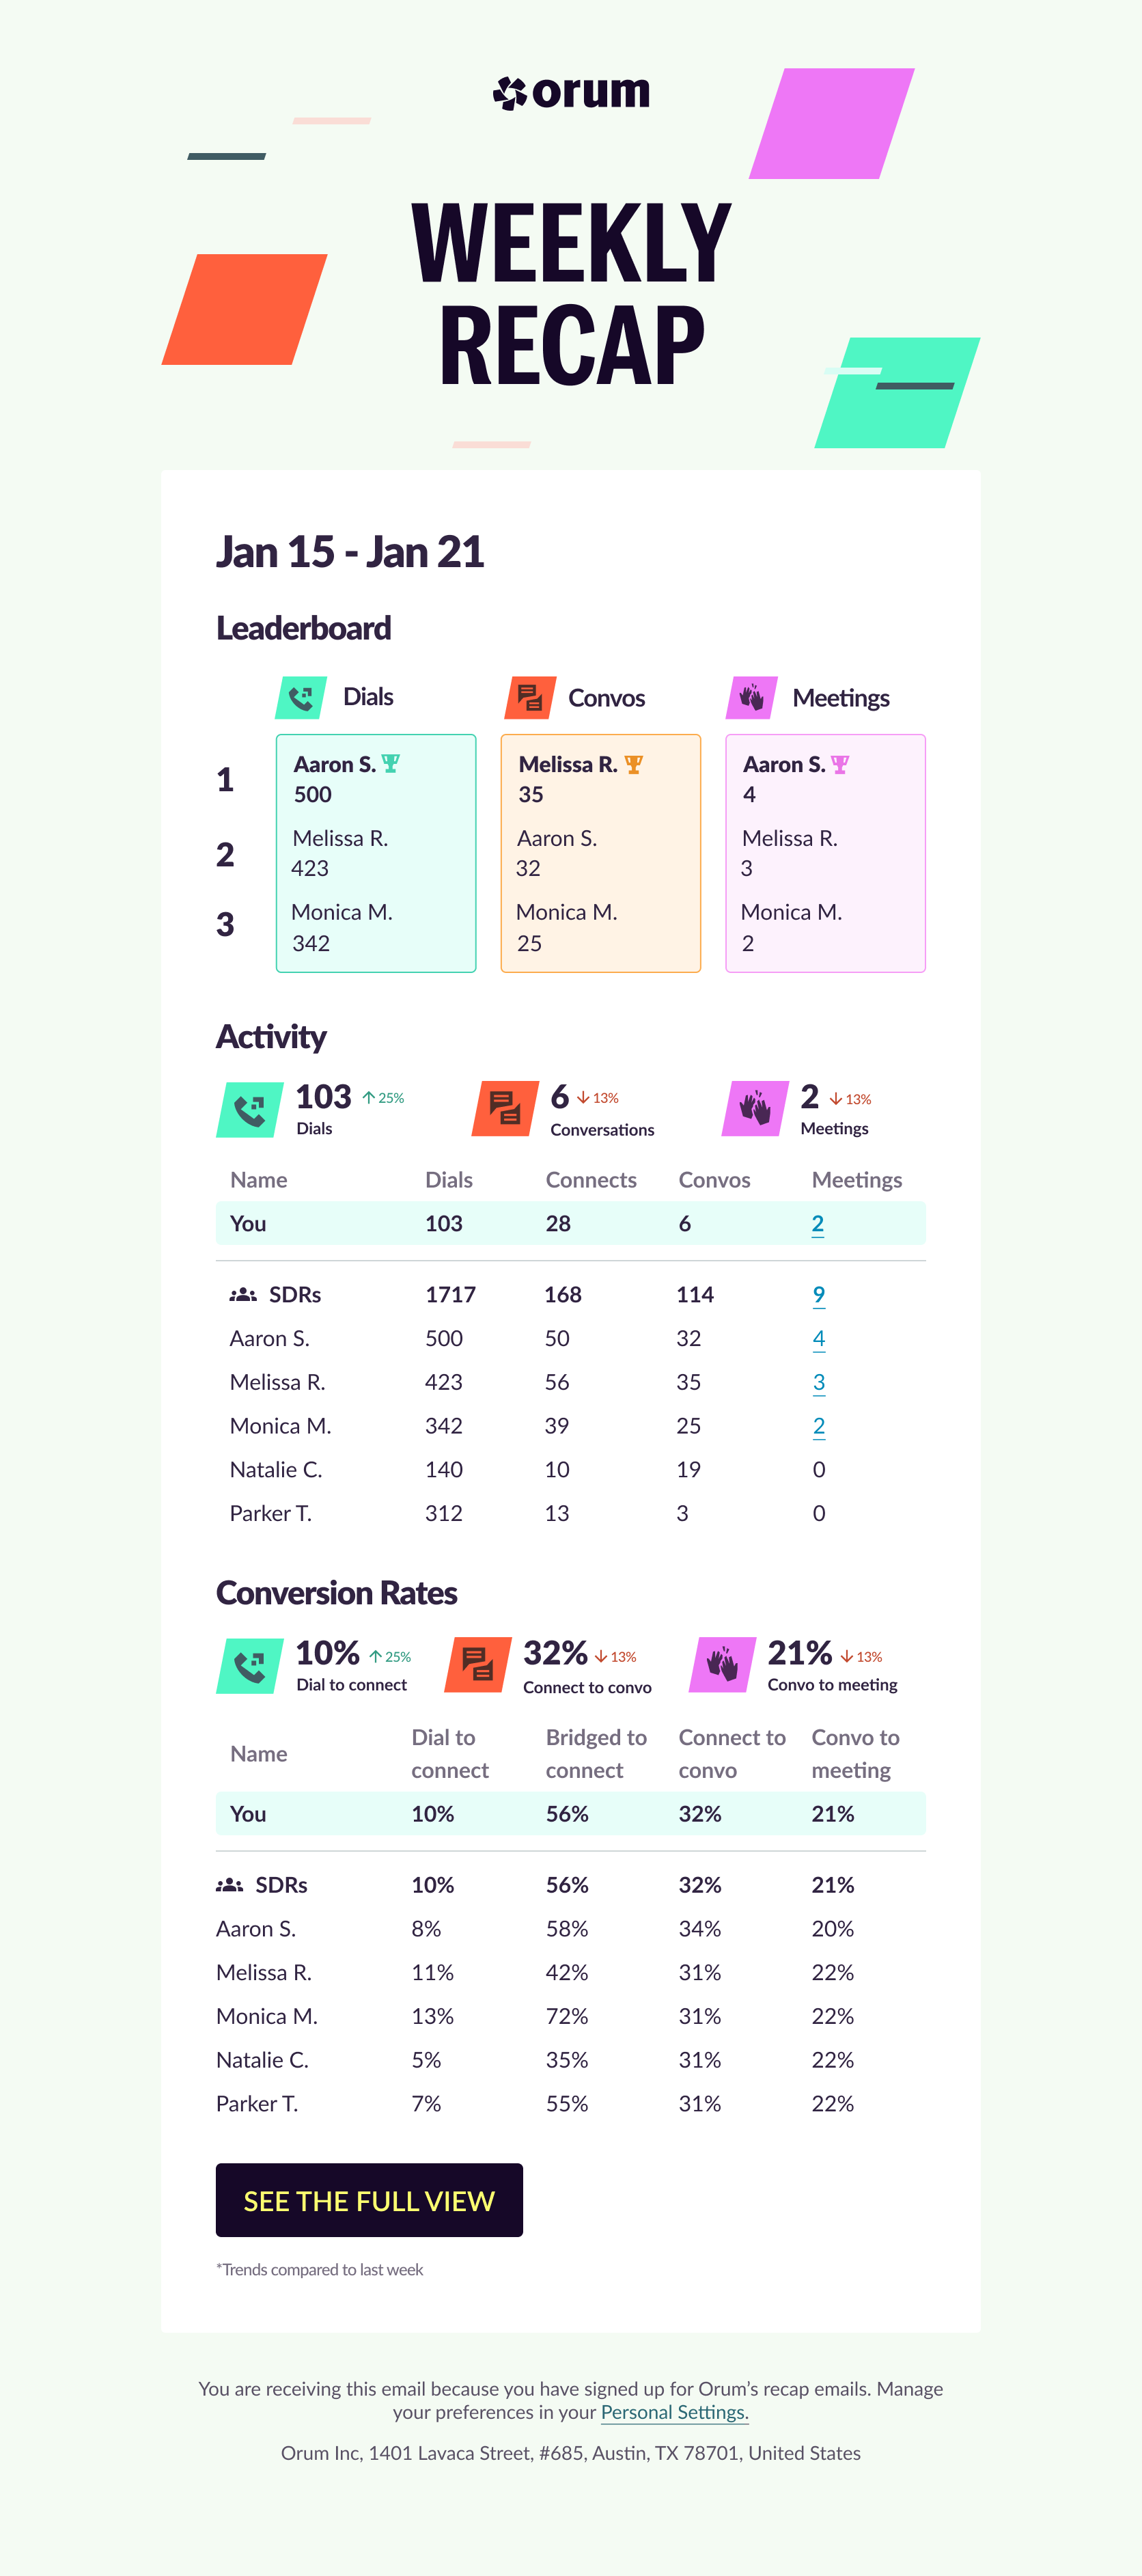 orum
WEEKLY
RECAP
Jan 15 - Jan 21
Leaderboard
Dials Convos Meetings
1 Aaron S. Melissa R. Aaron S.
500 35 4
2 Melissa R. Aaron S. Melissa R.
423 32 3
3 Monica M. Monica M. Monica M.
342 25 2
Activity
103 25% 6 13% 2 13%
Dials Conversations Meetings
Name Dials Connects Convos Meetings
You 103 28 6 2
SDRs 1717 168 114 9
Aaron S. 500 50 32 4
Melissa R. 423 56 35 3
Monica M. 342 39 25 2
Natalie C. 140 10 19 0
Parker T. 312 13 3 0
Conversion Rates
10% 25% 32% 13% 21% 13%
Dial to connect Connect to convo Convo to meeting
Name Dial to connect Bridged to connect Connect to convo Convo to meeting
You 10% 56% 32% 21%
SDRs 10% 56% 32% 21%
Aaron S. 8% 58% 34% 20%
Melissa R. 11% 42% 31% 22%
Monica M. 13% 72% 31% 22%
Natalie C. 5% 35% 31% 22%
Parker T. 7% 55% 31% 22%
SEE THE FULL VIEW
*Trends compared to last week
You are receiving this email because you have signed up for Orum’s recap emails. Manage
your preferences in your Personal Settings.
Orum Inc, 1401 Lavaca Street, #685, Austin, TX 78701, United States